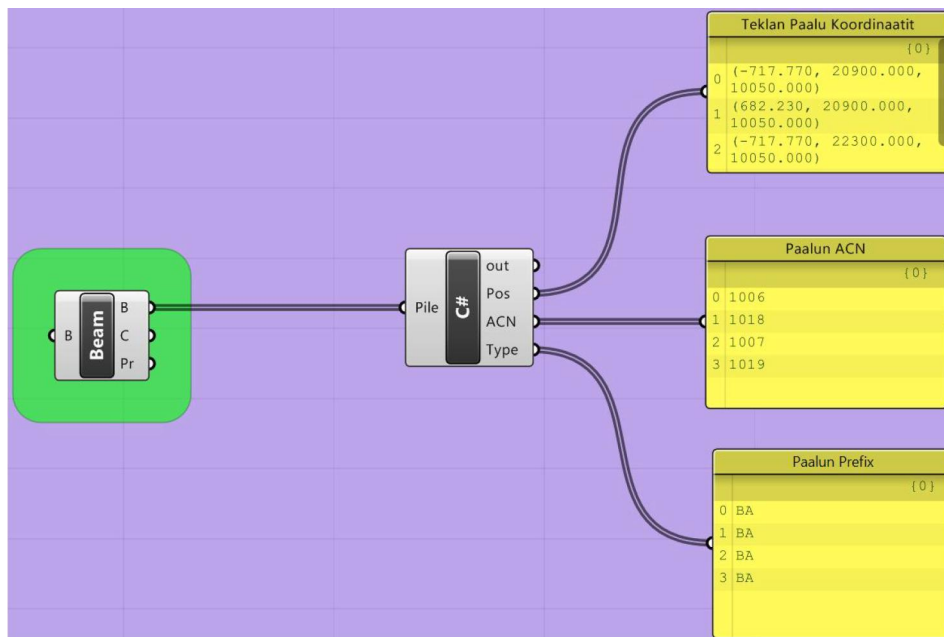 Teklan Paalu Koordinaatit
{0}
0 (-717.770, 20900.000,
10050.000)
1 (682.230, 20900.000,
10050.000)
2 (-717.770, 22300.000,
10050.000)
B
Beam
B
C
Pr
Pile
C#
out
Pos
ACN
Type
Paalun ACN
{0}
0 1006
1 1018
2 1007
3 1019
Paalun Prefix
{0}
0 BA
1 BA
2 BA
3 BA